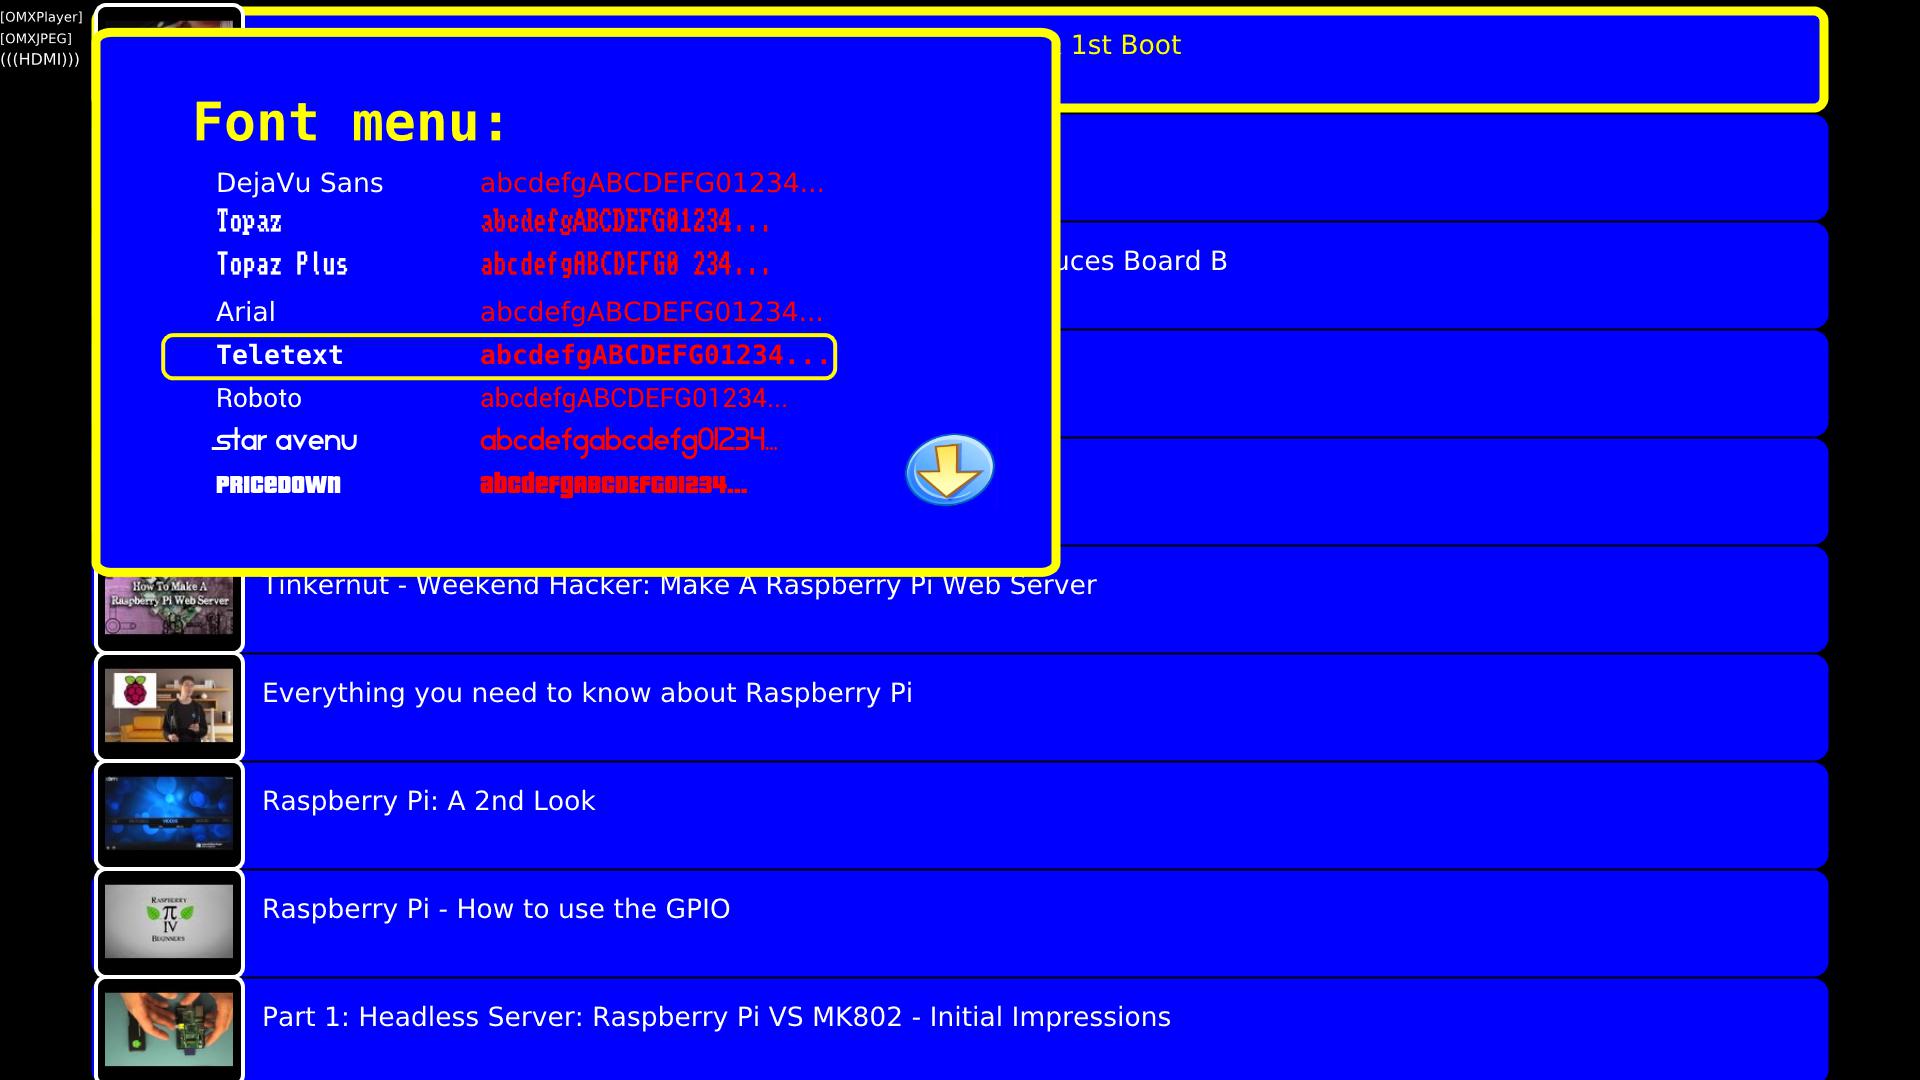 [OMXPlayer]
[OMXJPEG]
(((HDMI)))
1st Boot
Font menu:
DejaVu Sans abcdefgABCDEFG01234...
Topaz abcdefgABCDEFG01234...
Topaz Plus abcdefgABCDEFG0 234...
Arial abcdefgABCDEFG01234...
uces Board B
Teletext abcdefgABCDEFG01234...
Roboto abcdefgABCDEFG01234...
star avenu abcdefgabcdefg01234...
PRICEDOWN abcdefgABCDEFG01234...
How To Make A
Raspberry Pi Web Server
Tinkernut - Weekend Hacker: Make A Raspberry Pi Web Server
Everything you need to know about Raspberry Pi
Raspberry Pi: A 2nd Look
RASPBERRY
π
IV
BEGINNERS
Raspberry Pi - How to use the GPIO
Part 1: Headless Server: Raspberry Pi VS MK802 - Initial Impressions